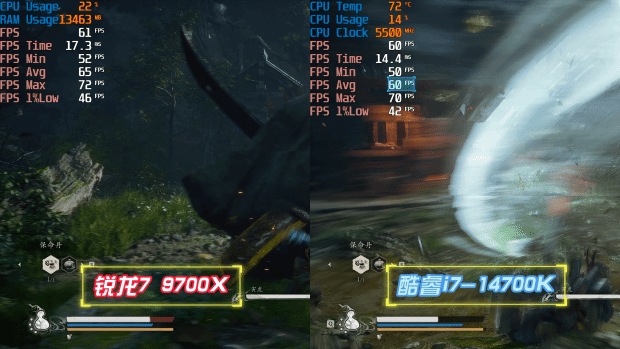 CPU Usage 22 %
RAM Usage 13463 MB
FPS 61 FPS
FPS Time 17.3 ms
FPS Min 52 FPS
FPS Avg 65 FPS
FPS Max 72 FPS
FPS 1%Low 46 FPS
保命丹
锐龙7 9700X
CPU Temp 72 °C
CPU Usage 14 %
CPU Clock 5500 MHz
FPS 60 FPS
FPS Time 14.4 ms
FPS Min 50 FPS
FPS Avg 60 FPS
FPS Max 70 FPS
FPS 1%Low 42 FPS
保命丹
酷睿i7-14700K